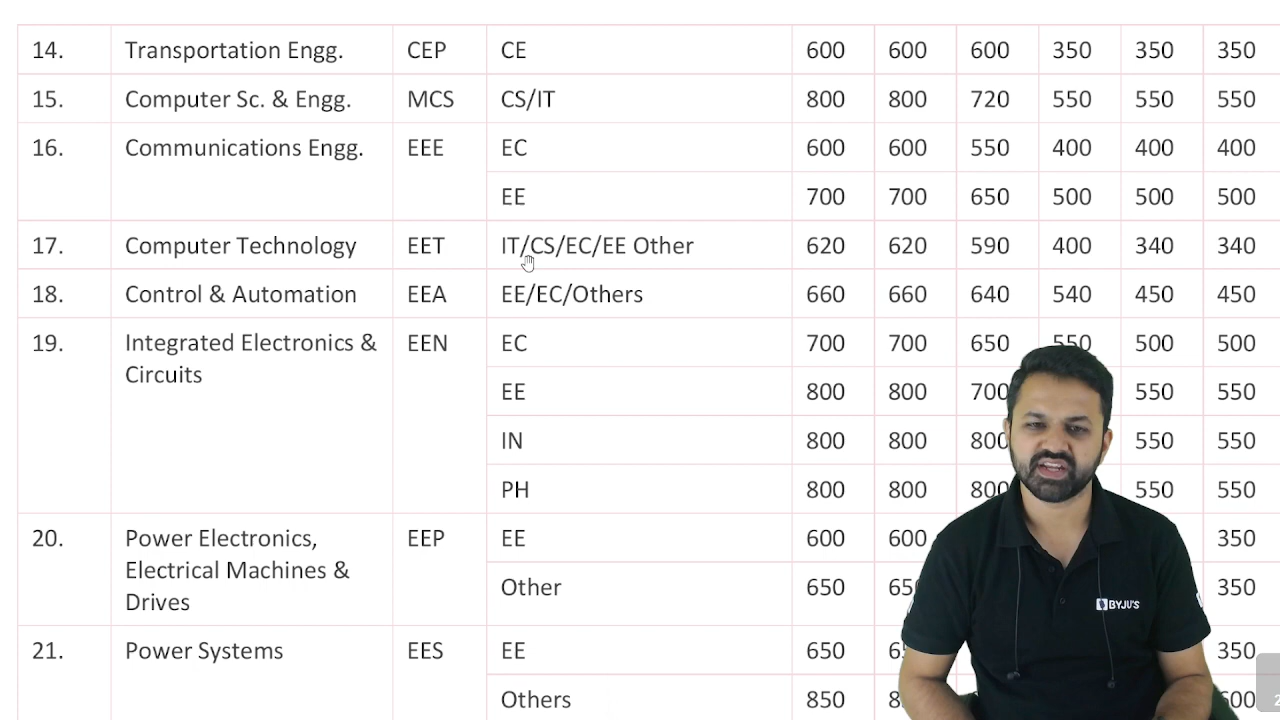 14. Transportation Engg. CEP CE 600 600 600 350 350 350
15. Computer Sc. & Engg. MCS CS/IT 800 800 720 550 550 550
16. Communications Engg. EEE EC 600 600 550 400 400 400
EE 700 700 650 500 500 500
17. Computer Technology EET IT/CS/EC/EE Other 620 620 590 400 340 340
18. Control & Automation EEA EE/EC/Others 660 660 640 540 450 450
19. Integrated Electronics & EEN EC 700 700 650 550 500 500
Circuits
EE 800 800 700 550 550
IN 800 800 800 550 550
PH 800 800 800 550 550
20. Power Electronics, EEP EE 600 600 350
Electrical Machines &
Other 650 350
Drives
BYJU'S
21. Power Systems EES EE 650 350
Others 850